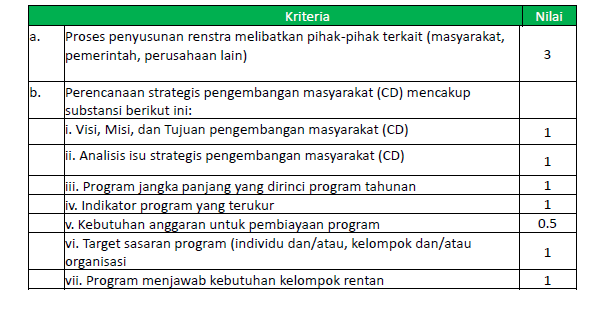 Kriteria Nilai
a. Proses penyusunan renstra melibatkan pihak-pihak terkait (masyarakat,
pemerintah, perusahaan lain) 3
b. Perencanaan strategis pengembangan masyarakat (CD) mencakup
substansi berikut ini:
i. Visi, Misi, dan Tujuan pengembangan masyarakat (CD) 1
ii. Analisis isu strategis pengembangan masyarakat (CD) 1
iii. Program jangka panjang yang dirinci program tahunan 1
iv. Indikator program yang terukur 1
v. Kebutuhan anggaran untuk pembiayaan program 0.5
vi. Target sasaran program (individu dan/atau, kelompok dan/atau
organisasi 1
vii. Program menjawab kebutuhan kelompok rentan 1